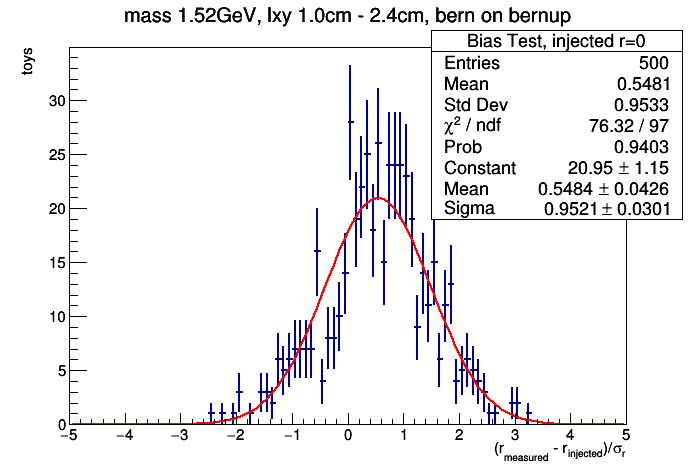 mass 1.52GeV, lxy 1.0cm - 2.4cm, bern on bernup
Bias Test, injected r=0
Entries 500
Mean 0.5481
Std Dev 0.9533
χ² / ndf 76.32 / 97
Prob 0.9403
Constant 20.95 ± 1.15
Mean 0.5484 ± 0.0426
Sigma 0.9521 ± 0.0301
toys
30
25
20
15
10
5
0
−5 −4 −3 −2 −1 0 1 2 3 4 5
(r_measured - r_injected)/σ_r